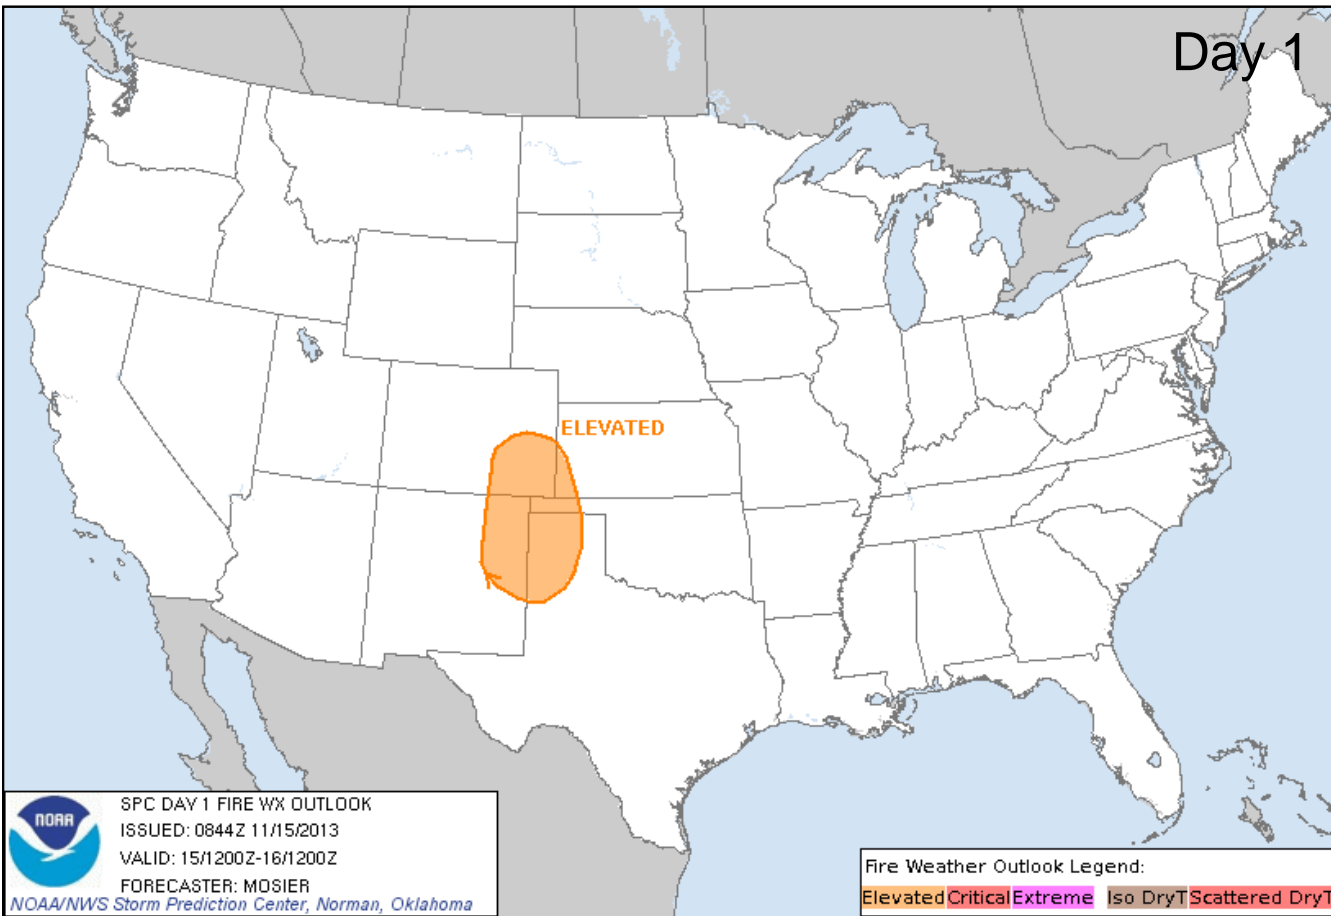 Day 1
ELEVATED
NOAA
SPC DAY 1 FIRE WX OUTLOOK
ISSUED: 0844Z 11/15/2013
VALID: 15/1200Z-16/1200Z
FORECASTER: MOSIER
NOAA/NWS Storm Prediction Center, Norman, Oklahoma
Fire Weather Outlook Legend:
Elevated Critical Extreme Iso DryT Scattered DryT